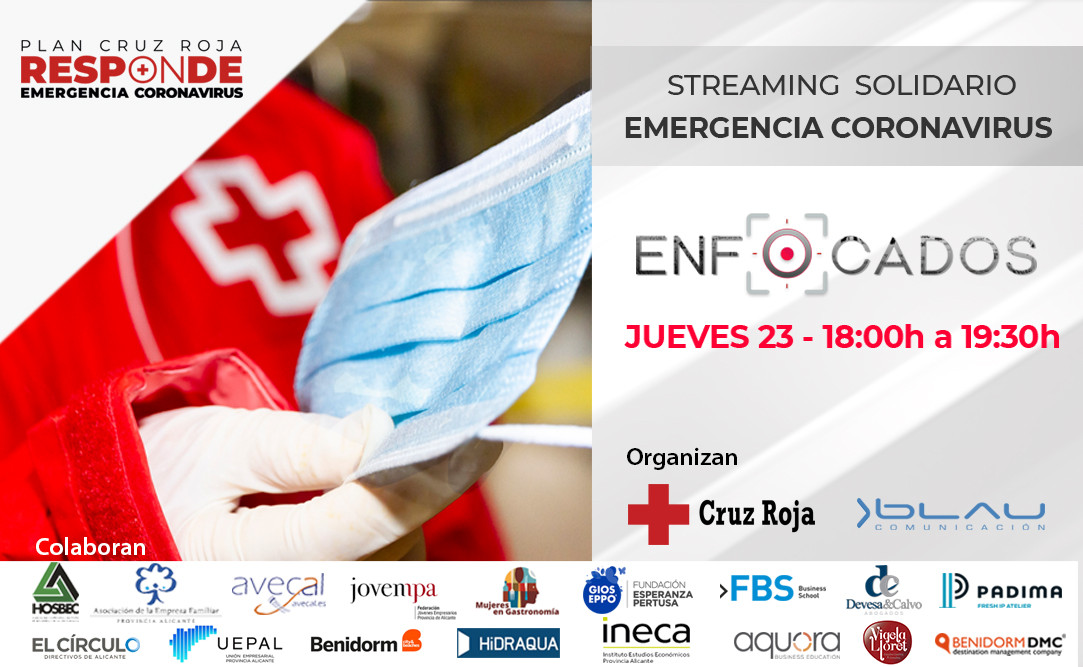 PLAN CRUZ ROJA
RESPONDE
EMERGENCIA CORONAVIRUS
STREAMING SOLIDARIO
EMERGENCIA CORONAVIRUS
ENFOCADOS
JUEVES 23 - 18:00h a 19:30h
Organizan
Cruz Roja
BLAU
COMUNICACIÓN
Colaboran
HOSBEC
Asociación de la Empresa Familiar
PROVINCIA ALICANTE
avecal
avecales
jovempa
Federación
Jóvenes Empresarios
Provincia de Alicante
Mujeres
en Gastronomía
GIOS
EPPO
FUNDACIÓN
ESPERANZA
PERTUSA
FBS Business
School
de
Devesa&Calvo
ABOGADOS
PADIMA
FRESH IP ATELIER
EL CÍRCULO
DIRECTIVOS DE ALICANTE
UEPAL
UNIÓN EMPRESARIAL
PROVINCIA ALICANTE
Benidorm
HiDRAQUA
ineca
Instituto Estudios Económicos
Provincia Alicante
aquora
BUSINESS EDUCATION
Vigola
Lloret
BENIDORM DMC
destination management company